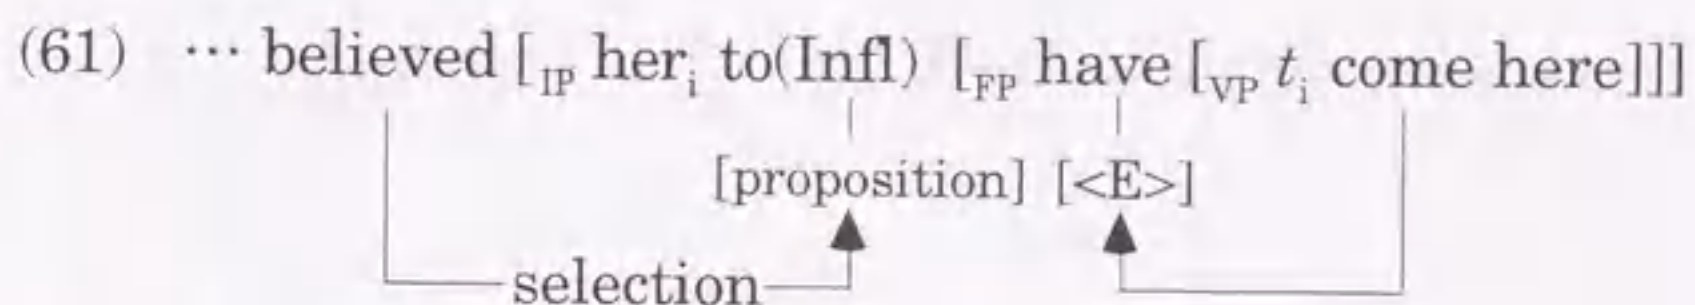 (61) ··· believed [IP heri to(Infl) [FP have [VP ti come here]]]
[proposition] [<E>]
selection